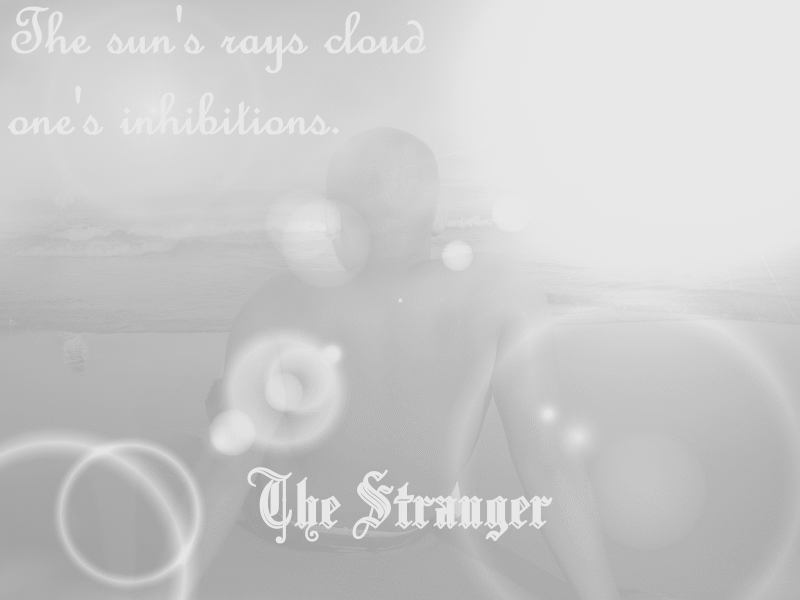 The sun's rays cloud
one's inhibitions.
The Stranger